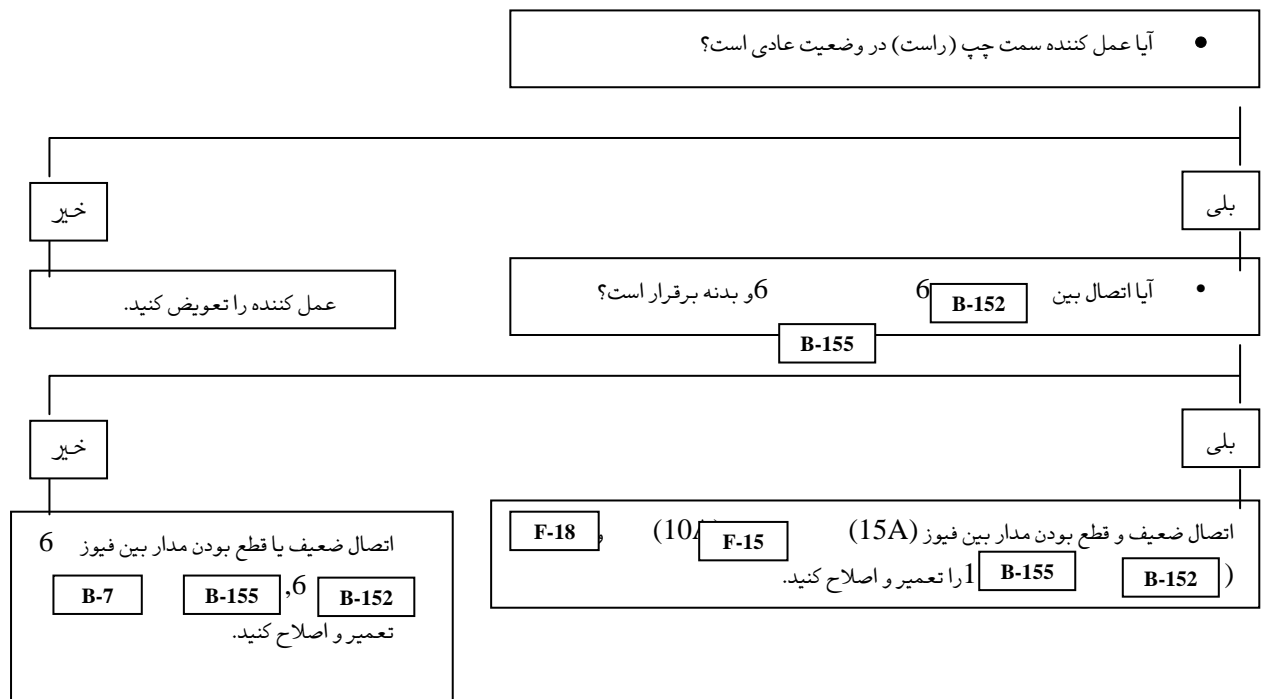 • آیا عمل کننده سمت چپ (راست) در وضعیت عادی است؟
بلی
خیر
• آیا اتصال بین B-152 6 B-155 6 و بدنه برقرار است؟
عمل کننده را تعویض کنید.
بلی
خیر
اتصال ضعیف و قطع بودن مدار بین فیوز (15A) F-15 (10A) و F-18
(B-152) B-155 1 را تعمیر و اصلاح کنید.
اتصال ضعیف یا قطع بودن مدار بین فیوز 6
B-152 6, B-155 B-7
تعمیر و اصلاح کنید.